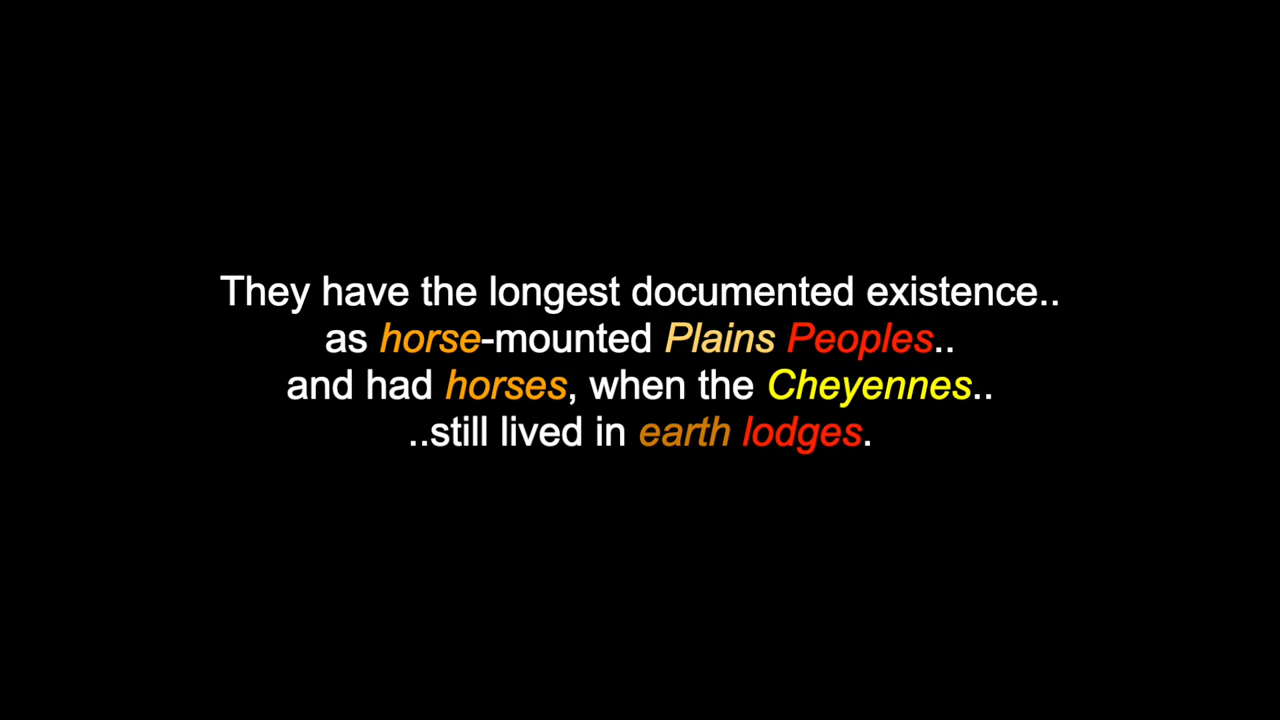 They have the longest documented existence..
as horse-mounted Plains Peoples..
and had horses, when the Cheyennes..
..still lived in earth lodges.